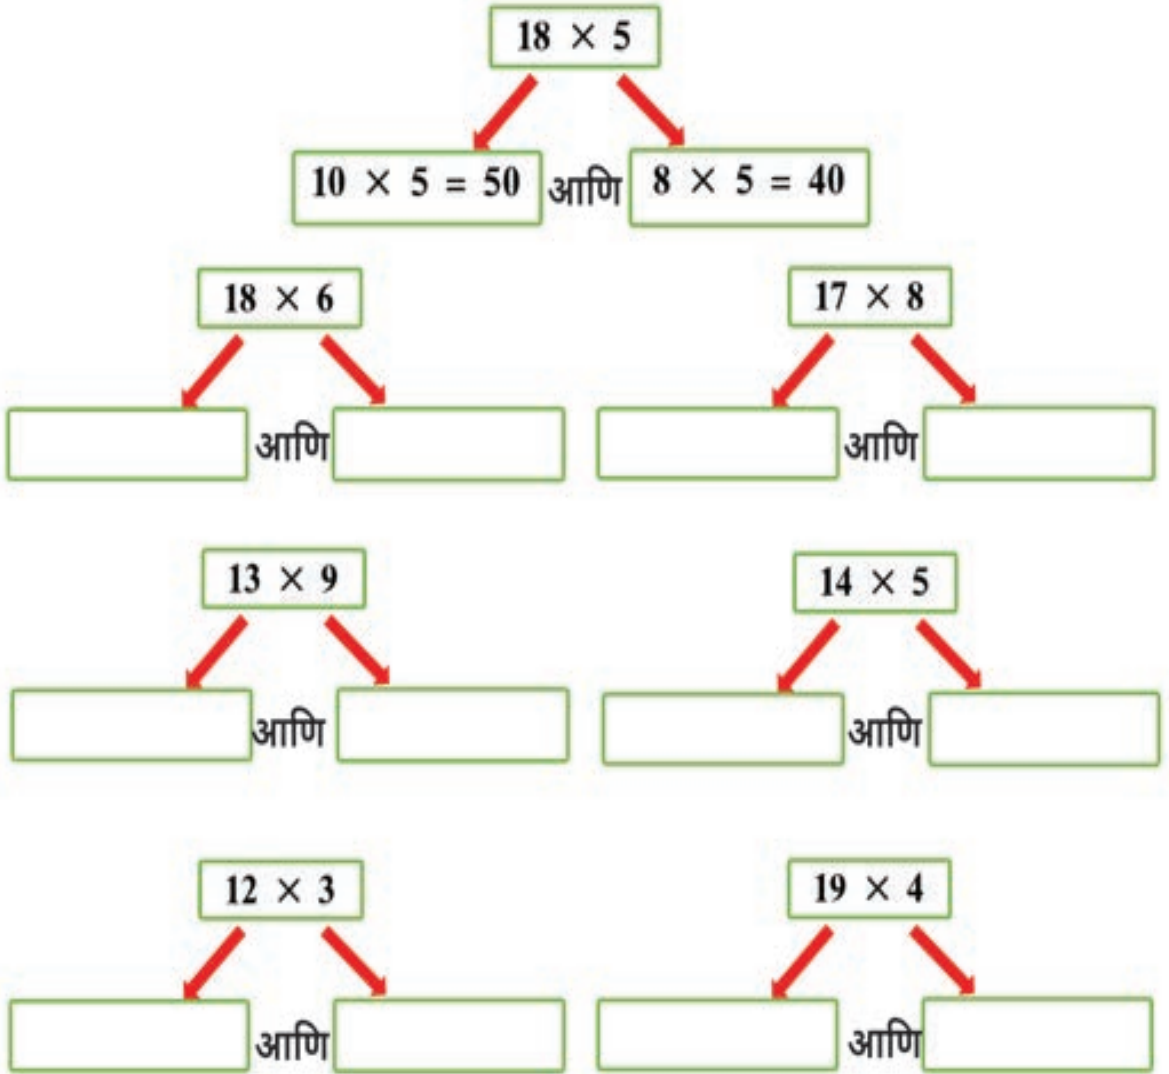 18 × 5
10 × 5 = 50 आणि 8 × 5 = 40
18 × 6 17 × 8
आणि आणि
13 × 9 14 × 5
आणि आणि
12 × 3 19 × 4
आणि आणि